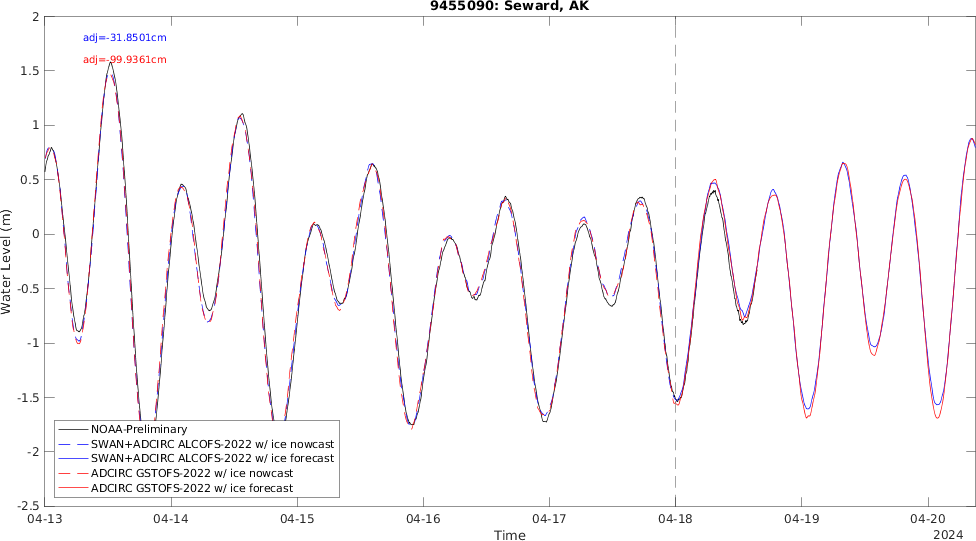 9455090: Seward, AK
adj=-31.8501cm
adj=-99.9361cm
2
1.5
1
0.5
0
-0.5
-1
-1.5
-2
-2.5
Water Level (m)
NOAA-Preliminary
SWAN+ADCIRC ALCOFS-2022 w/ ice nowcast
SWAN+ADCIRC ALCOFS-2022 w/ ice forecast
ADCIRC GSTOFS-2022 w/ ice nowcast
ADCIRC GSTOFS-2022 w/ ice forecast
04-13 04-14 04-15 04-16 04-17 04-18 04-19 04-20
Time
2024